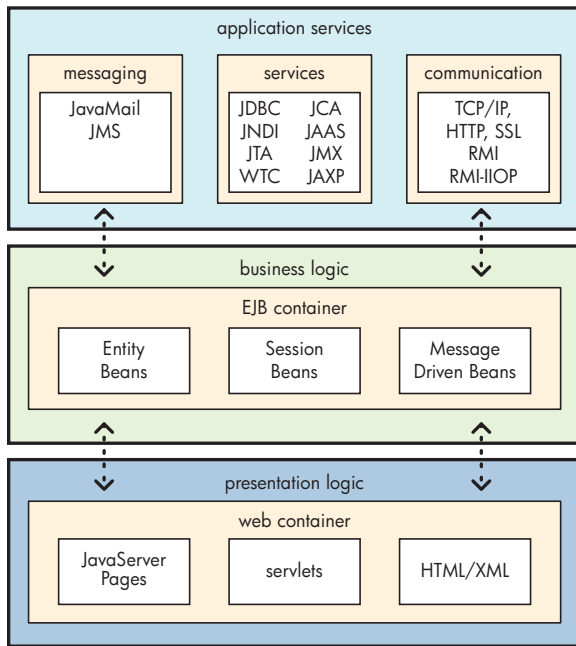 application services
messaging
JavaMail
JMS
services
JDBC JCA
JNDI JAAS
JTA JMX
WTC JAXP
communication
TCP/IP,
HTTP, SSL
RMI
RMI-IIOP
business logic
EJB container
Entity
Beans
Session
Beans
Message
Driven Beans
presentation logic
web container
JavaServer
Pages
servlets
HTML/XML